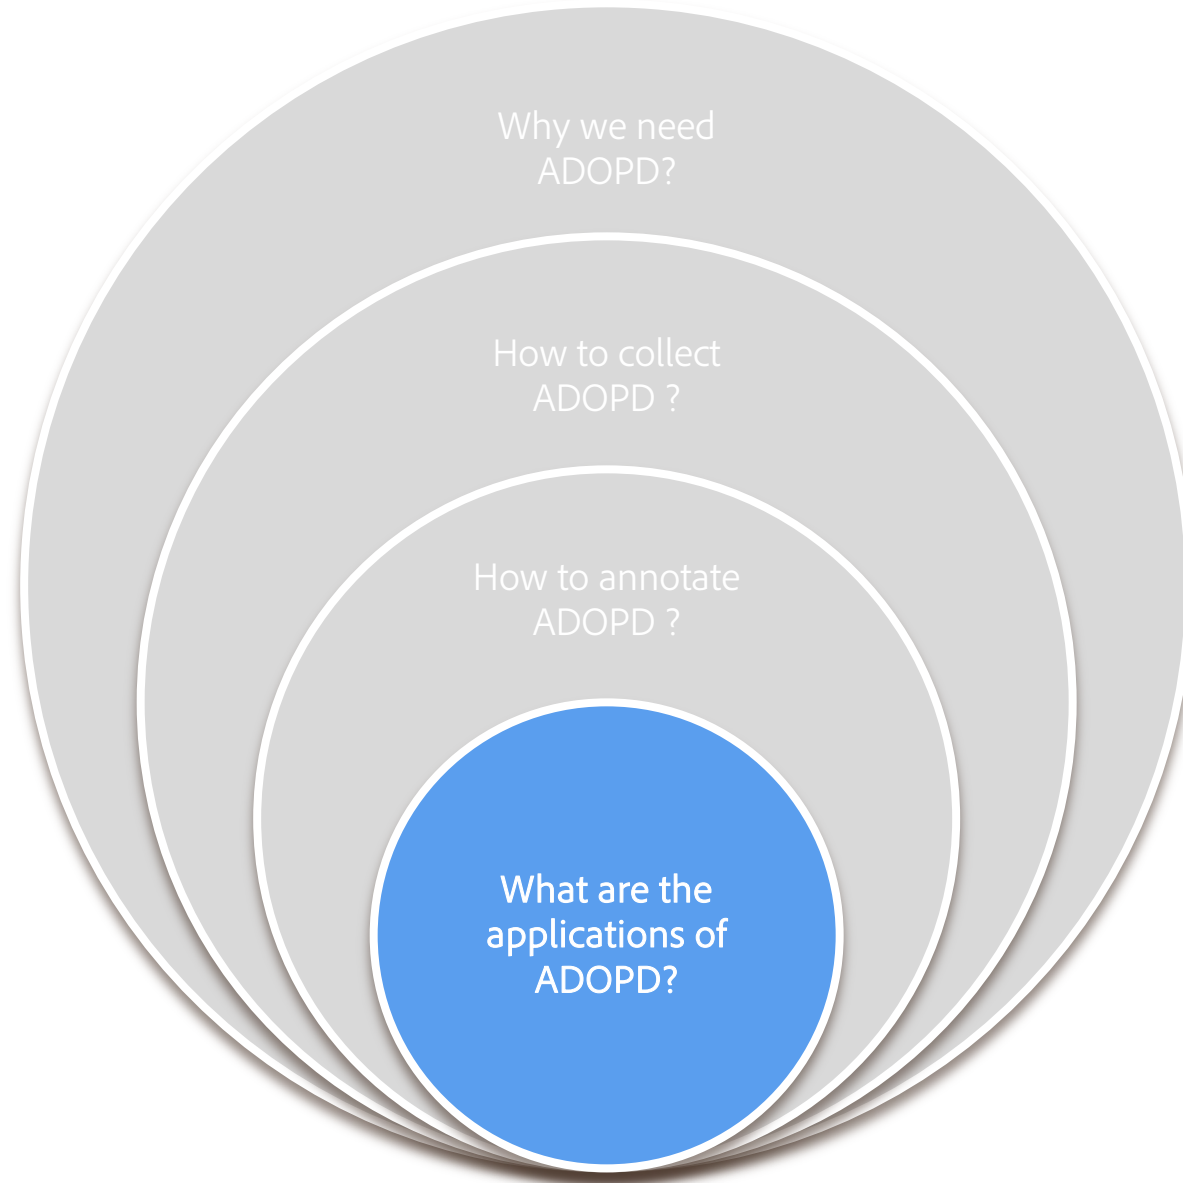 Why we need
ADOPD?
How to collect
ADOPD ?
How to annotate
ADOPD ?
What are the
applications of
ADOPD?